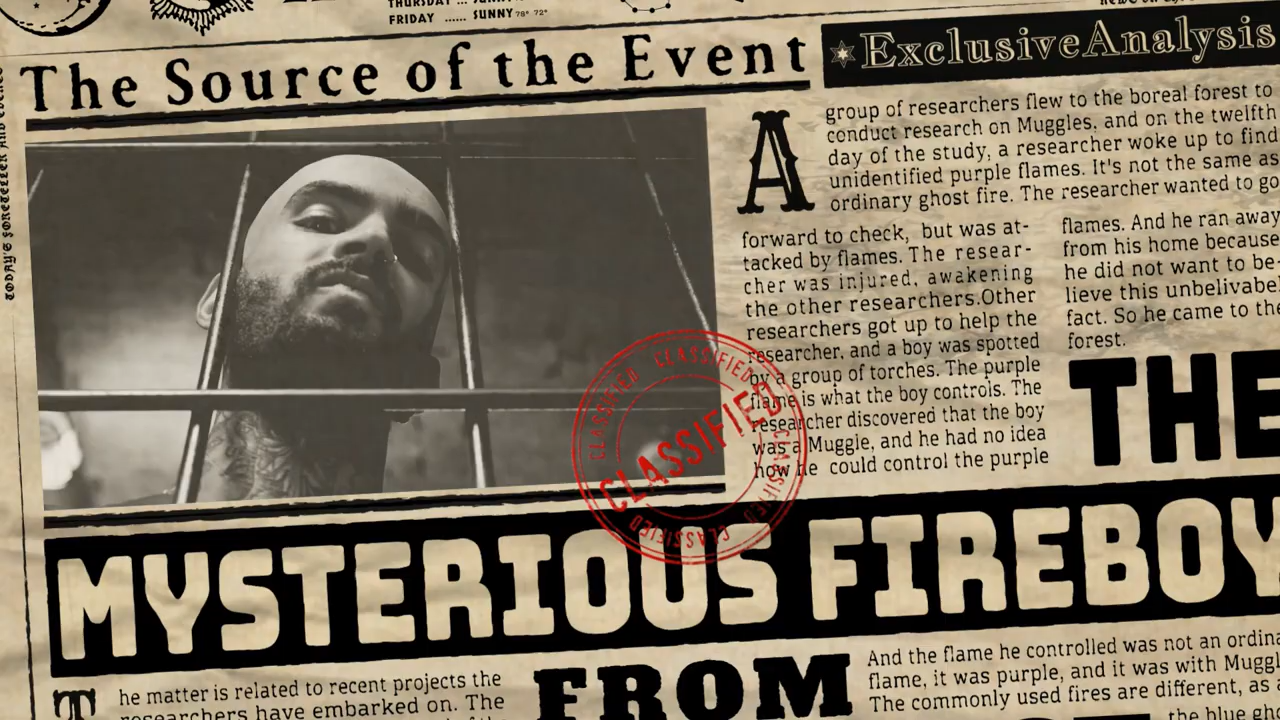 FRIDAY ...... SUNNY 78° 72°
The Source of the Event
ExclusiveAnalysis
A group of researchers flew to the boreal forest to
conduct research on Muggles, and on the twelfth
day of the study, a researcher woke up to find
unidentified purple flames. It's not the same as
ordinary ghost fire. The researcher wanted to go
forward to check, but was at-
tacked by flames. The resear-
cher was injured, awakening
the other researchers.Other
researchers got up to help the
researcher, and a boy was spotted
by a group of torches. The purple
flame is what the boy controls. The
researcher discovered that the boy
was a Muggle, and he had no idea
how he could control the purple
flames. And he ran away
from his home because
he did not want to be-
lieve this unbelivabel
fact. So he came to the
forest.
CLASSIFIED
CLASSIFIED
CLASSIFIED
CLASSIFIED
CLASSIFIED
CLASSIFIED
THE
MYSTERIOUS FIREBOY
The matter is related to recent projects the
researchers have embarked on. The
FROM
And the flame he controlled was not an
flame, it was purple, and it was with
The commonly used fires are different, as
the blue